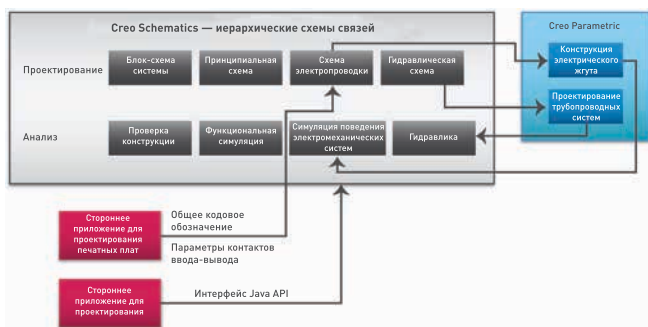 Creo Schematics — иерархические схемы связей
Creo Parametric
Проектирование
Блок-схема
системы
Принципиальная
схема
Схема
электропроводки
Гидравлическая
схема
Конструкция
электрического
жгута
Проектирование
трубопроводных
систем
Анализ
Проверка
конструкции
Функциональная
симуляция
Симуляция поведения
электромеханических
систем
Гидравлика
Стороннее
приложение для
проектирования
печатных плат
Общее кодовое
обозначение
Параметры контактов
ввода-вывода
Стороннее
приложение для
проектирования
Интерфейс Java API